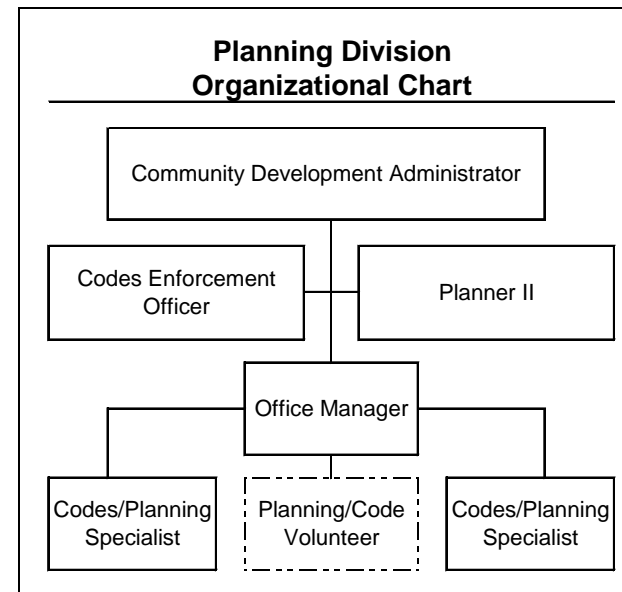 Planning Division
Organizational Chart
Community Development Administrator
Codes Enforcement
Officer
Planner II
Office Manager
Codes/Planning
Specialist
Planning/Code
Volunteer
Codes/Planning
Specialist